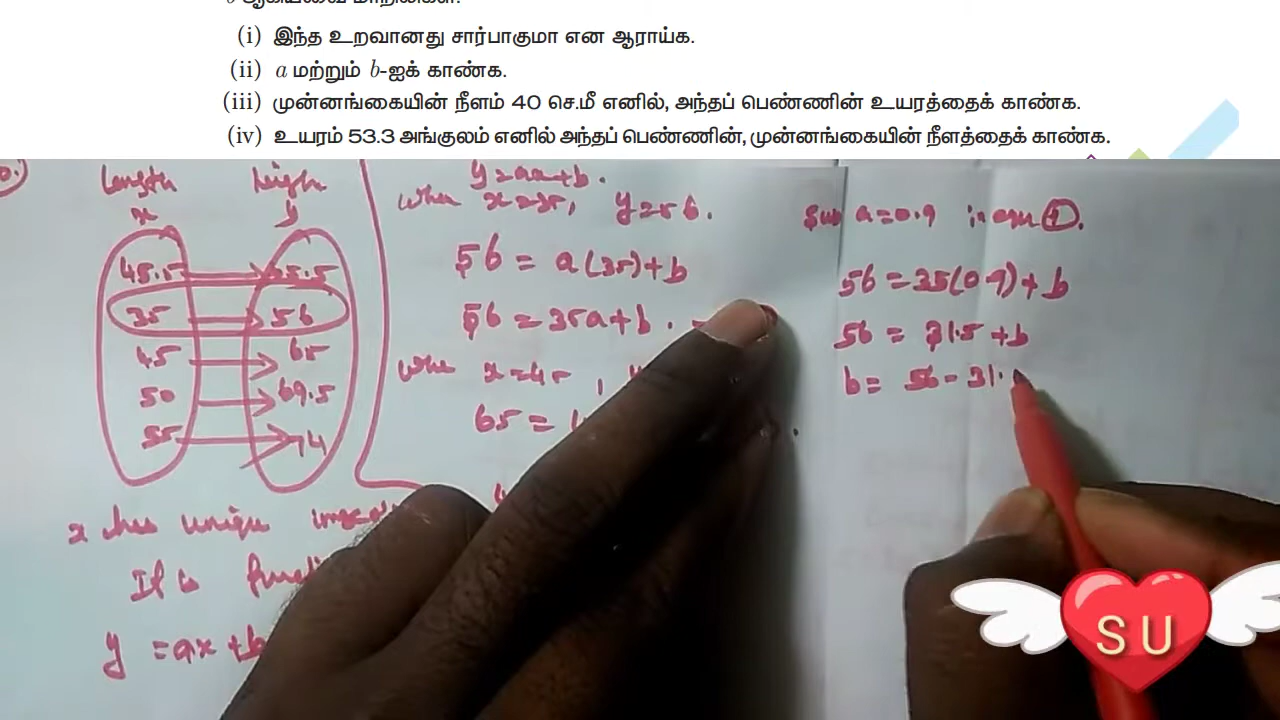 (i) இந்த உறவானது சார்பாகுமா என ஆராய்க.
(ii) a மற்றும் b-ஐக் காண்க.
(iii) முன்னங்கையின் நீளம் 40 செ.மீ எனில், அந்தப் பெண்ணின் உயரத்தைக் காண்க.
(iv) உயரம் 53.3 அங்குலம் எனில் அந்தப் பெண்ணின், முன்னங்கையின் நீளத்தைக் காண்க.
length
x
45.5 65.5
35 56
45 65
50 69.5
55 74
x has unique
It is
y = ax + b
when x = 35, y = 56.
56 = a(35) + b
56 = 35a + b.
when x = 45,
65 =
Sub a = 0.9 in eqn ①.
56 = 35(0.9) + b
56 = 31.5 + b
b = 56 - 31.
SU